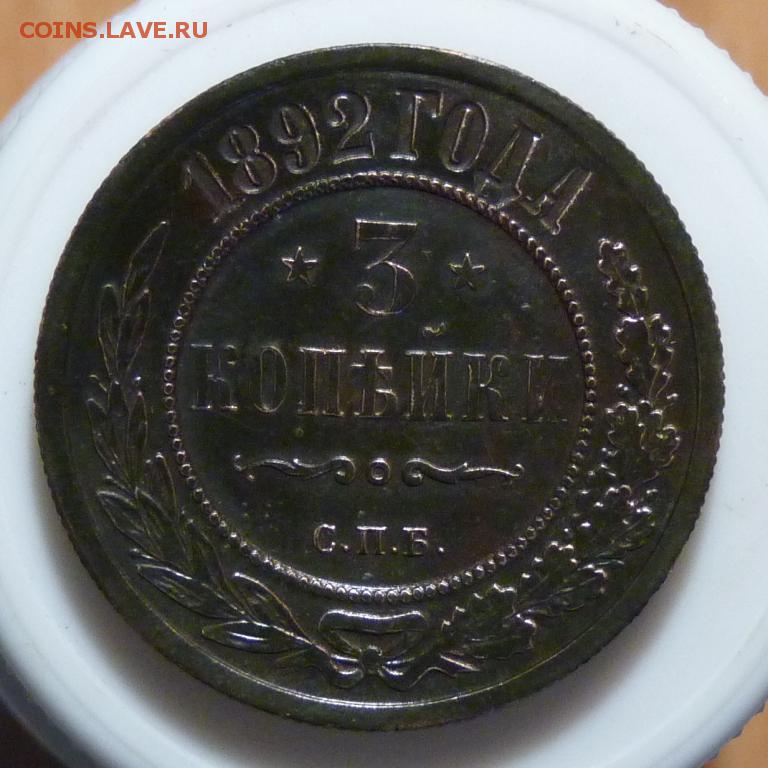 COINS.LAVE.RU
1892 ГОДА
3
КОПѢЙКИ
С.П.Б.